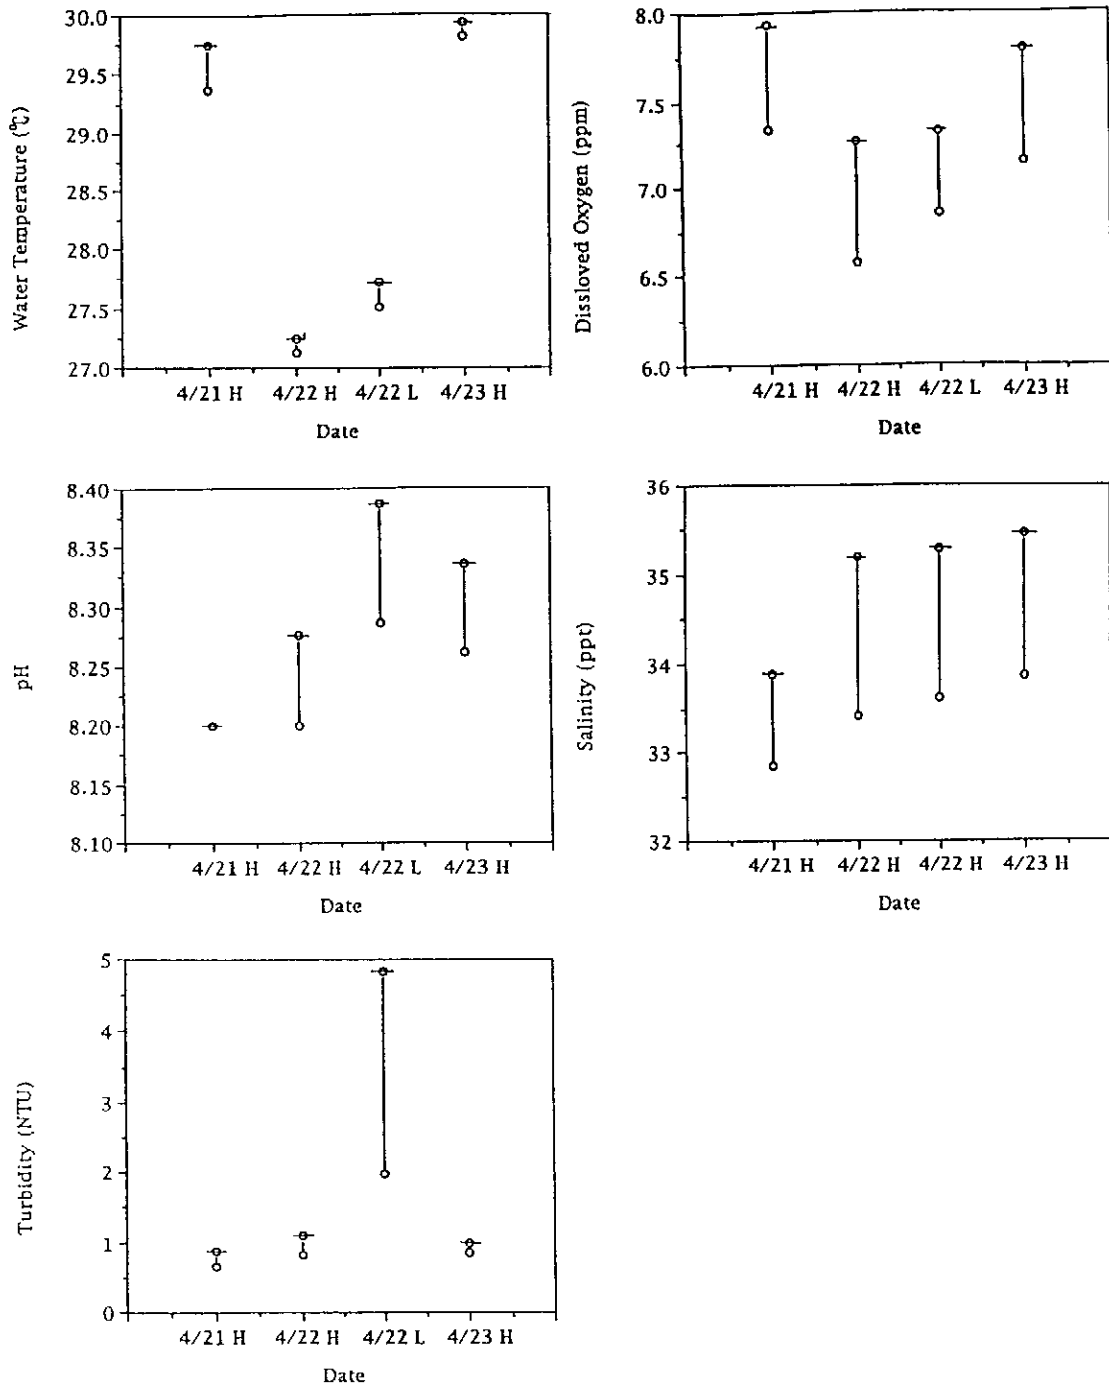 Water Temperature (⁰C)
30.0
29.5
29.0
28.5
28.0
27.5
27.0
4/21 H 4/22 H 4/22 L 4/23 H
Date
Dissloved Oxygen (ppm)
8.0
7.5
7.0
6.5
6.0
4/21 H 4/22 H 4/22 L 4/23 H
Date
pH
8.40
8.35
8.30
8.25
8.20
8.15
8.10
4/21 H 4/22 H 4/22 L 4/23 H
Date
Salinity (ppt)
36
35
34
33
32
4/21 H 4/22 H 4/22 H 4/23 H
Date
Turbidity (NTU)
5
4
3
2
1
0
4/21 H 4/22 H 4/22 L 4/23 H
Date